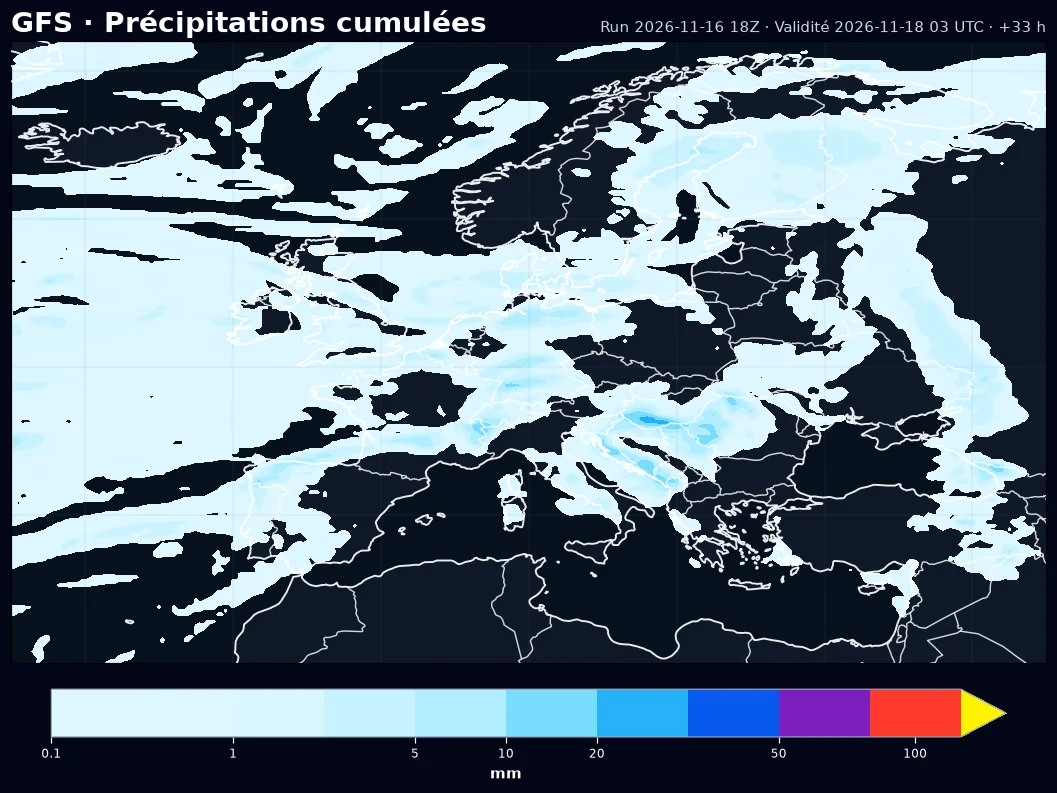 GFS · Précipitations cumulées
Run 2026-11-16 18Z · Validité 2026-11-18 03 UTC · +33 h
0.1 1 5 10 20 50 100
mm